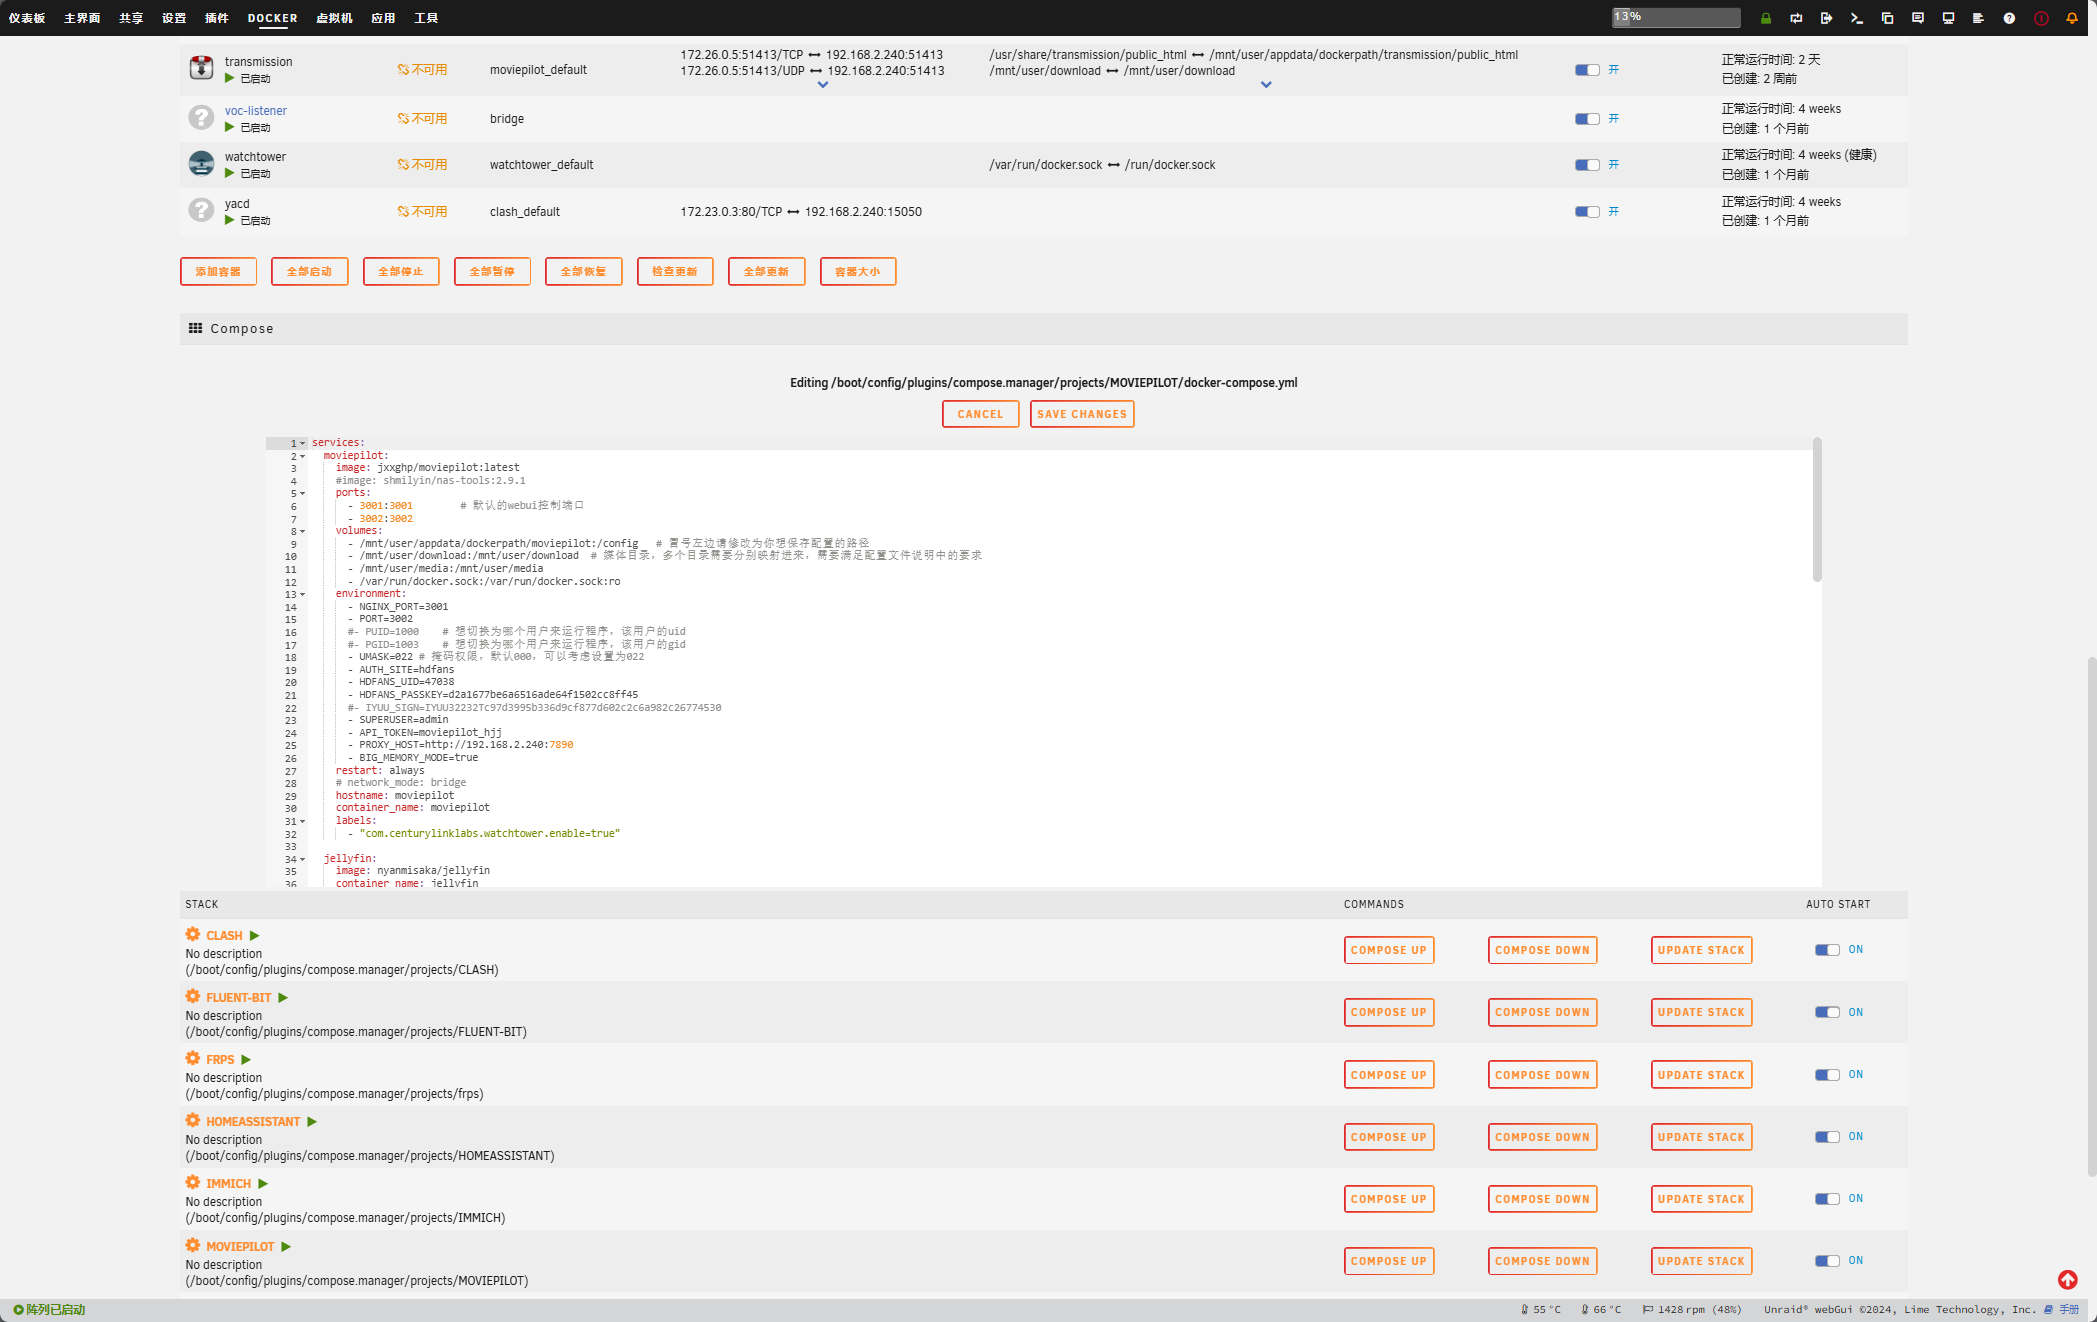 仪表板 主界面 共享 设置 插件 DOCKER 虚拟机 应用 工具 13%
transmission
已启动
不可用
moviepilot_default
172.26.0.5:51413/TCP ↔ 192.168.2.240:51413
172.26.0.5:51413/UDP ↔ 192.168.2.240:51413
/usr/share/transmission/public_html ↔ /mnt/user/appdata/dockerpath/transmission/public_html
/mnt/user/download ↔ /mnt/user/download
开
正常运行时间: 2 天
已创建: 2 周前
voc-listener
已启动
不可用
bridge
开
正常运行时间: 4 weeks
已创建: 1 个月前
watchtower
已启动
不可用
watchtower_default
/var/run/docker.sock ↔ /run/docker.sock
开
正常运行时间: 4 weeks (健康)
已创建: 1 个月前
yacd
已启动
不可用
clash_default
172.23.0.3:80/TCP ↔ 192.168.2.240:15050
开
正常运行时间: 4 weeks
已创建: 1 个月前
添加容器 全部启动 全部停止 全部暂停 全部恢复 检查更新 全部更新 容器大小
Compose
Editing /boot/config/plugins/compose.manager/projects/MOVIEPILOT/docker-compose.yml
CANCEL SAVE CHANGES
1 services:
2 moviepilot:
3 image: jxxghp/moviepilot:latest
4 #image: shmilyin/nas-tools:2.9.1
5 ports:
6 - 3001:3001 # 默认的webui控制端口
7 - 3002:3002
8 volumes:
9 - /mnt/user/appdata/dockerpath/moviepilot:/config # 冒号左边请修改为你想保存配置的路径
10 - /mnt/user/download:/mnt/user/download # 媒体目录，多个目录需要分别映射进来，需要满足配置文件说明中的要求
11 - /mnt/user/media:/mnt/user/media
12 - /var/run/docker.sock:/var/run/docker.sock:ro
13 environment:
14 - NGINX_PORT=3001
15 - PORT=3002
16 #- PUID=1000 # 想切换为哪个用户来运行程序，该用户的uid
17 #- PGID=1003 # 想切换为哪个用户来运行程序，该用户的gid
18 - UMASK=022 # 掩码权限，默认000，可以考虑设置为022
19 - AUTH_SITE=hdfans
20 - HDFANS_UID=47038
21 - HDFANS_PASSKEY=d2a1677be6a6516ade64f1502cc8ff45
22 #- IYUU_SIGN=IYUU32232Tc97d3995b336d9cf877d602c2c6a982c26774530
23 - SUPERUSER=admin
24 - API_TOKEN=moviepilot_hjj
25 - PROXY_HOST=http://192.168.2.240:7890
26 - BIG_MEMORY_MODE=true
27 restart: always
28 # network_mode: bridge
29 hostname: moviepilot
30 container_name: moviepilot
31 labels:
32 - "com.centurylinklabs.watchtower.enable=true"
33
34 jellyfin:
35 image: nyanmisaka/jellyfin
36 container_name: jellyfin
STACK COMMANDS AUTO START
CLASH
No description
(/boot/config/plugins/compose.manager/projects/CLASH)
COMPOSE UP COMPOSE DOWN UPDATE STACK ON
FLUENT-BIT
No description
(/boot/config/plugins/compose.manager/projects/FLUENT-BIT)
COMPOSE UP COMPOSE DOWN UPDATE STACK ON
FRPS
No description
(/boot/config/plugins/compose.manager/projects/frps)
COMPOSE UP COMPOSE DOWN UPDATE STACK ON
HOMEASSISTANT
No description
(/boot/config/plugins/compose.manager/projects/HOMEASSISTANT)
COMPOSE UP COMPOSE DOWN UPDATE STACK ON
IMMICH
No description
(/boot/config/plugins/compose.manager/projects/IMMICH)
COMPOSE UP COMPOSE DOWN UPDATE STACK ON
MOVIEPILOT
No description
(/boot/config/plugins/compose.manager/projects/MOVIEPILOT)
COMPOSE UP COMPOSE DOWN UPDATE STACK ON
阵列已启动 55 °C 66 °C 1428 rpm (48%) Unraid® webGui ©2024, Lime Technology, Inc. 手册